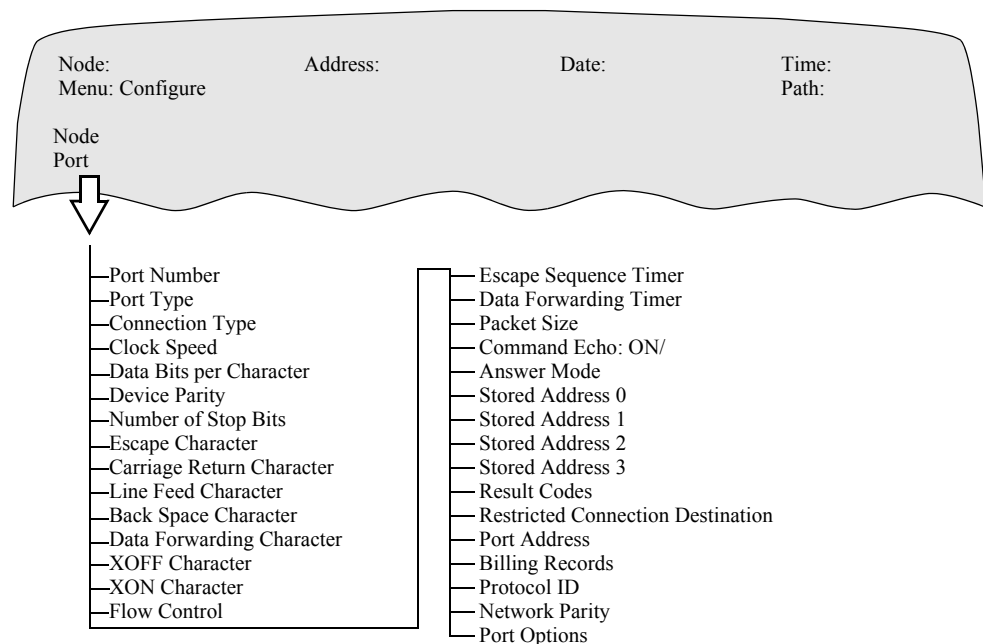 Node: Address: Date: Time:
Menu: Configure Path:
Node
Port
Port Number
Port Type
Connection Type
Clock Speed
Data Bits per Character
Device Parity
Number of Stop Bits
Escape Character
Carriage Return Character
Line Feed Character
Back Space Character
Data Forwarding Character
XOFF Character
XON Character
Flow Control
Escape Sequence Timer
Data Forwarding Timer
Packet Size
Command Echo: ON/
Answer Mode
Stored Address 0
Stored Address 1
Stored Address 2
Stored Address 3
Result Codes
Restricted Connection Destination
Port Address
Billing Records
Protocol ID
Network Parity
Port Options